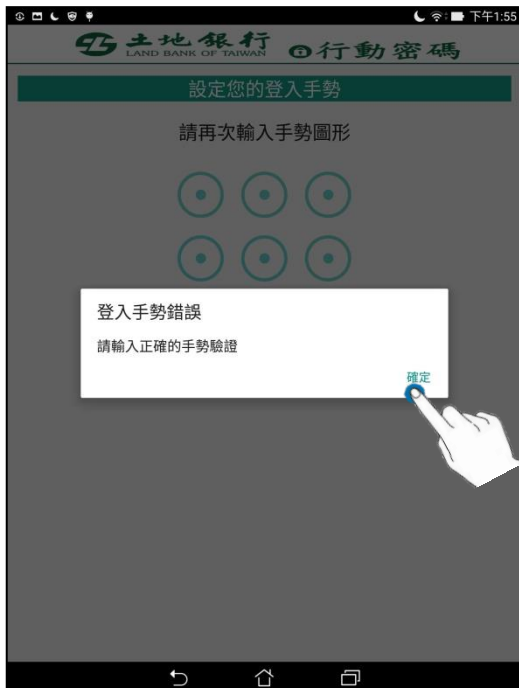 下午1:55
土地銀行
LAND BANK OF TAIWAN
行動密碼
設定您的登入手勢
請再次輸入手勢圖形
登入手勢錯誤
請輸入正確的手勢驗證
確定